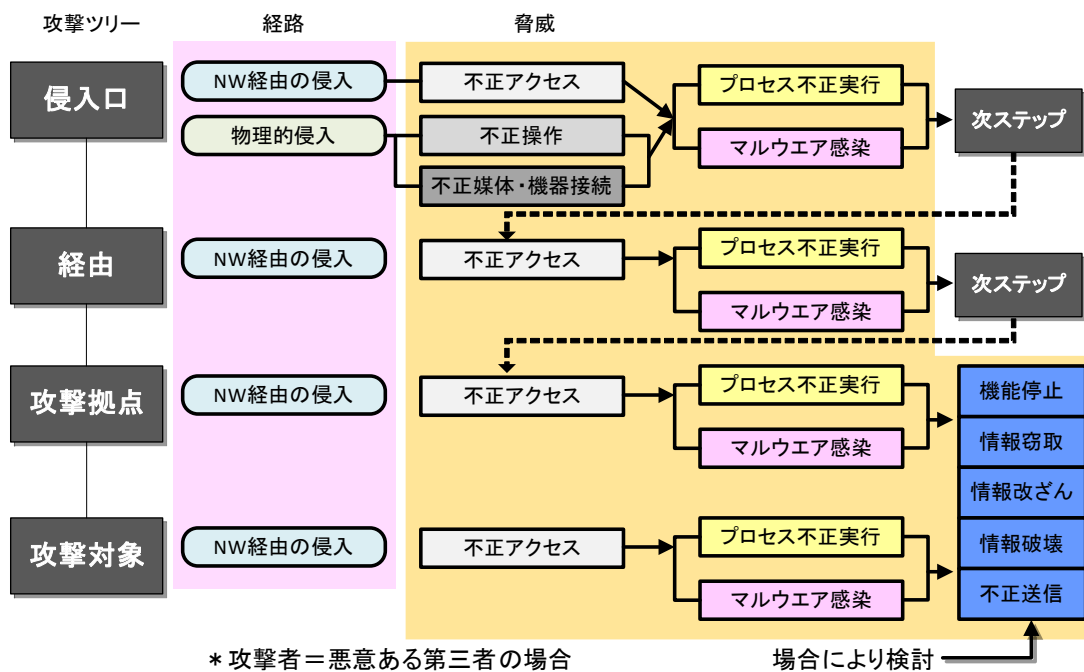 攻撃ツリー
経路
脅威
侵入口
NW経由の侵入
不正アクセス
プロセス不正実行
次ステップ
物理的侵入
不正操作
マルウエア感染
不正媒体・機器接続
経由
NW経由の侵入
不正アクセス
プロセス不正実行
マルウエア感染
次ステップ
攻撃拠点
NW経由の侵入
不正アクセス
プロセス不正実行
マルウエア感染
機能停止
情報窃取
情報改ざん
情報破壊
不正送信
攻撃対象
NW経由の侵入
不正アクセス
プロセス不正実行
マルウエア感染
*攻撃者=悪意ある第三者の場合
場合により検討